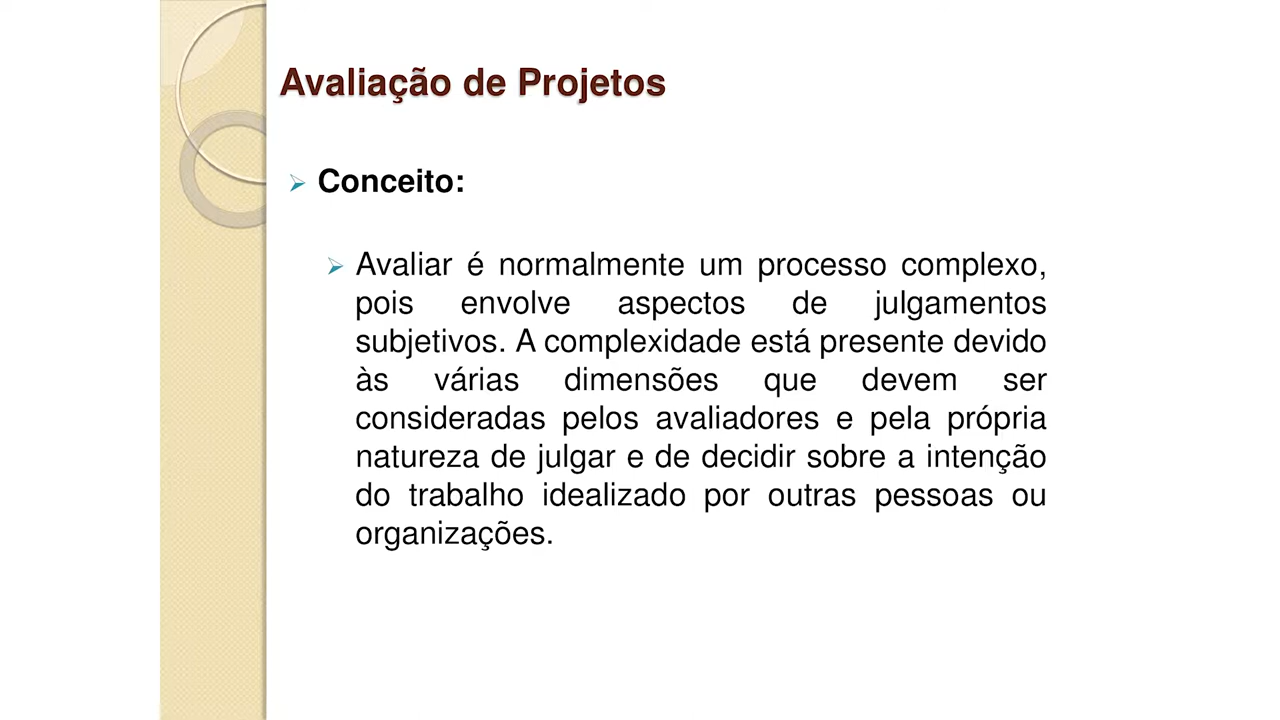 Avaliação de Projetos
Conceito:
Avaliar é normalmente um processo complexo,
pois envolve aspectos de julgamentos
subjetivos. A complexidade está presente devido
às várias dimensões que devem ser
consideradas pelos avaliadores e pela própria
natureza de julgar e de decidir sobre a intenção
do trabalho idealizado por outras pessoas ou
organizações.